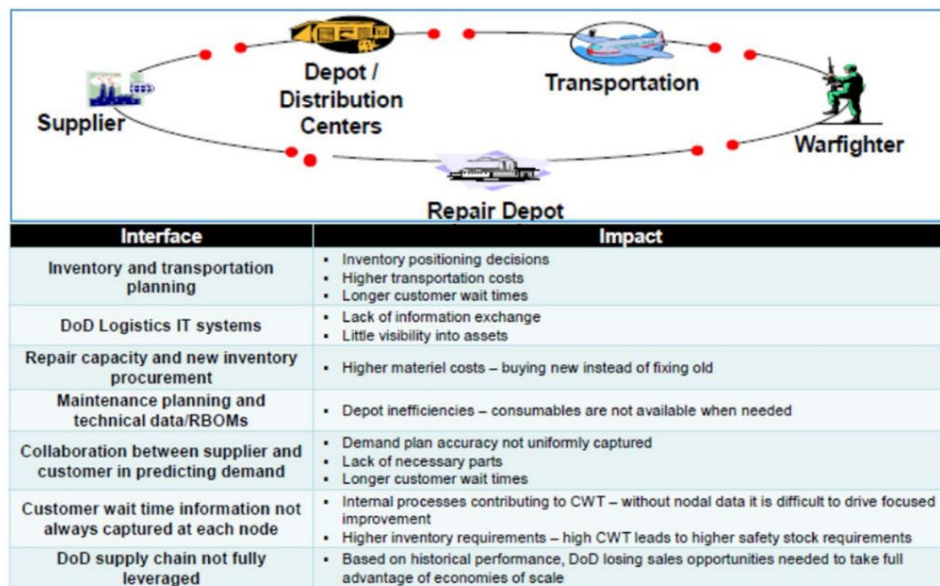 Supplier
Depot /
Distribution
Centers
Transportation
Warfighter
Repair Depot
Interface
Impact
Inventory and transportation
planning
▪ Inventory positioning decisions
▪ Higher transportation costs
▪ Longer customer wait times
DoD Logistics IT systems
▪ Lack of information exchange
▪ Little visibility into assets
Repair capacity and new inventory
procurement
▪ Higher materiel costs – buying new instead of fixing old
Maintenance planning and
technical data/RBOMs
▪ Depot inefficiencies – consumables are not available when needed
Collaboration between supplier and
customer in predicting demand
▪ Demand plan accuracy not uniformly captured
▪ Lack of necessary parts
▪ Longer customer wait times
Customer wait time information not
always captured at each node
▪ Internal processes contributing to CWT – without nodal data it is difficult to drive focused
improvement
▪ Higher inventory requirements – high CWT leads to higher safety stock requirements
DoD supply chain not fully
leveraged
▪ Based on historical performance, DoD losing sales opportunities needed to take full
advantage of economies of scale